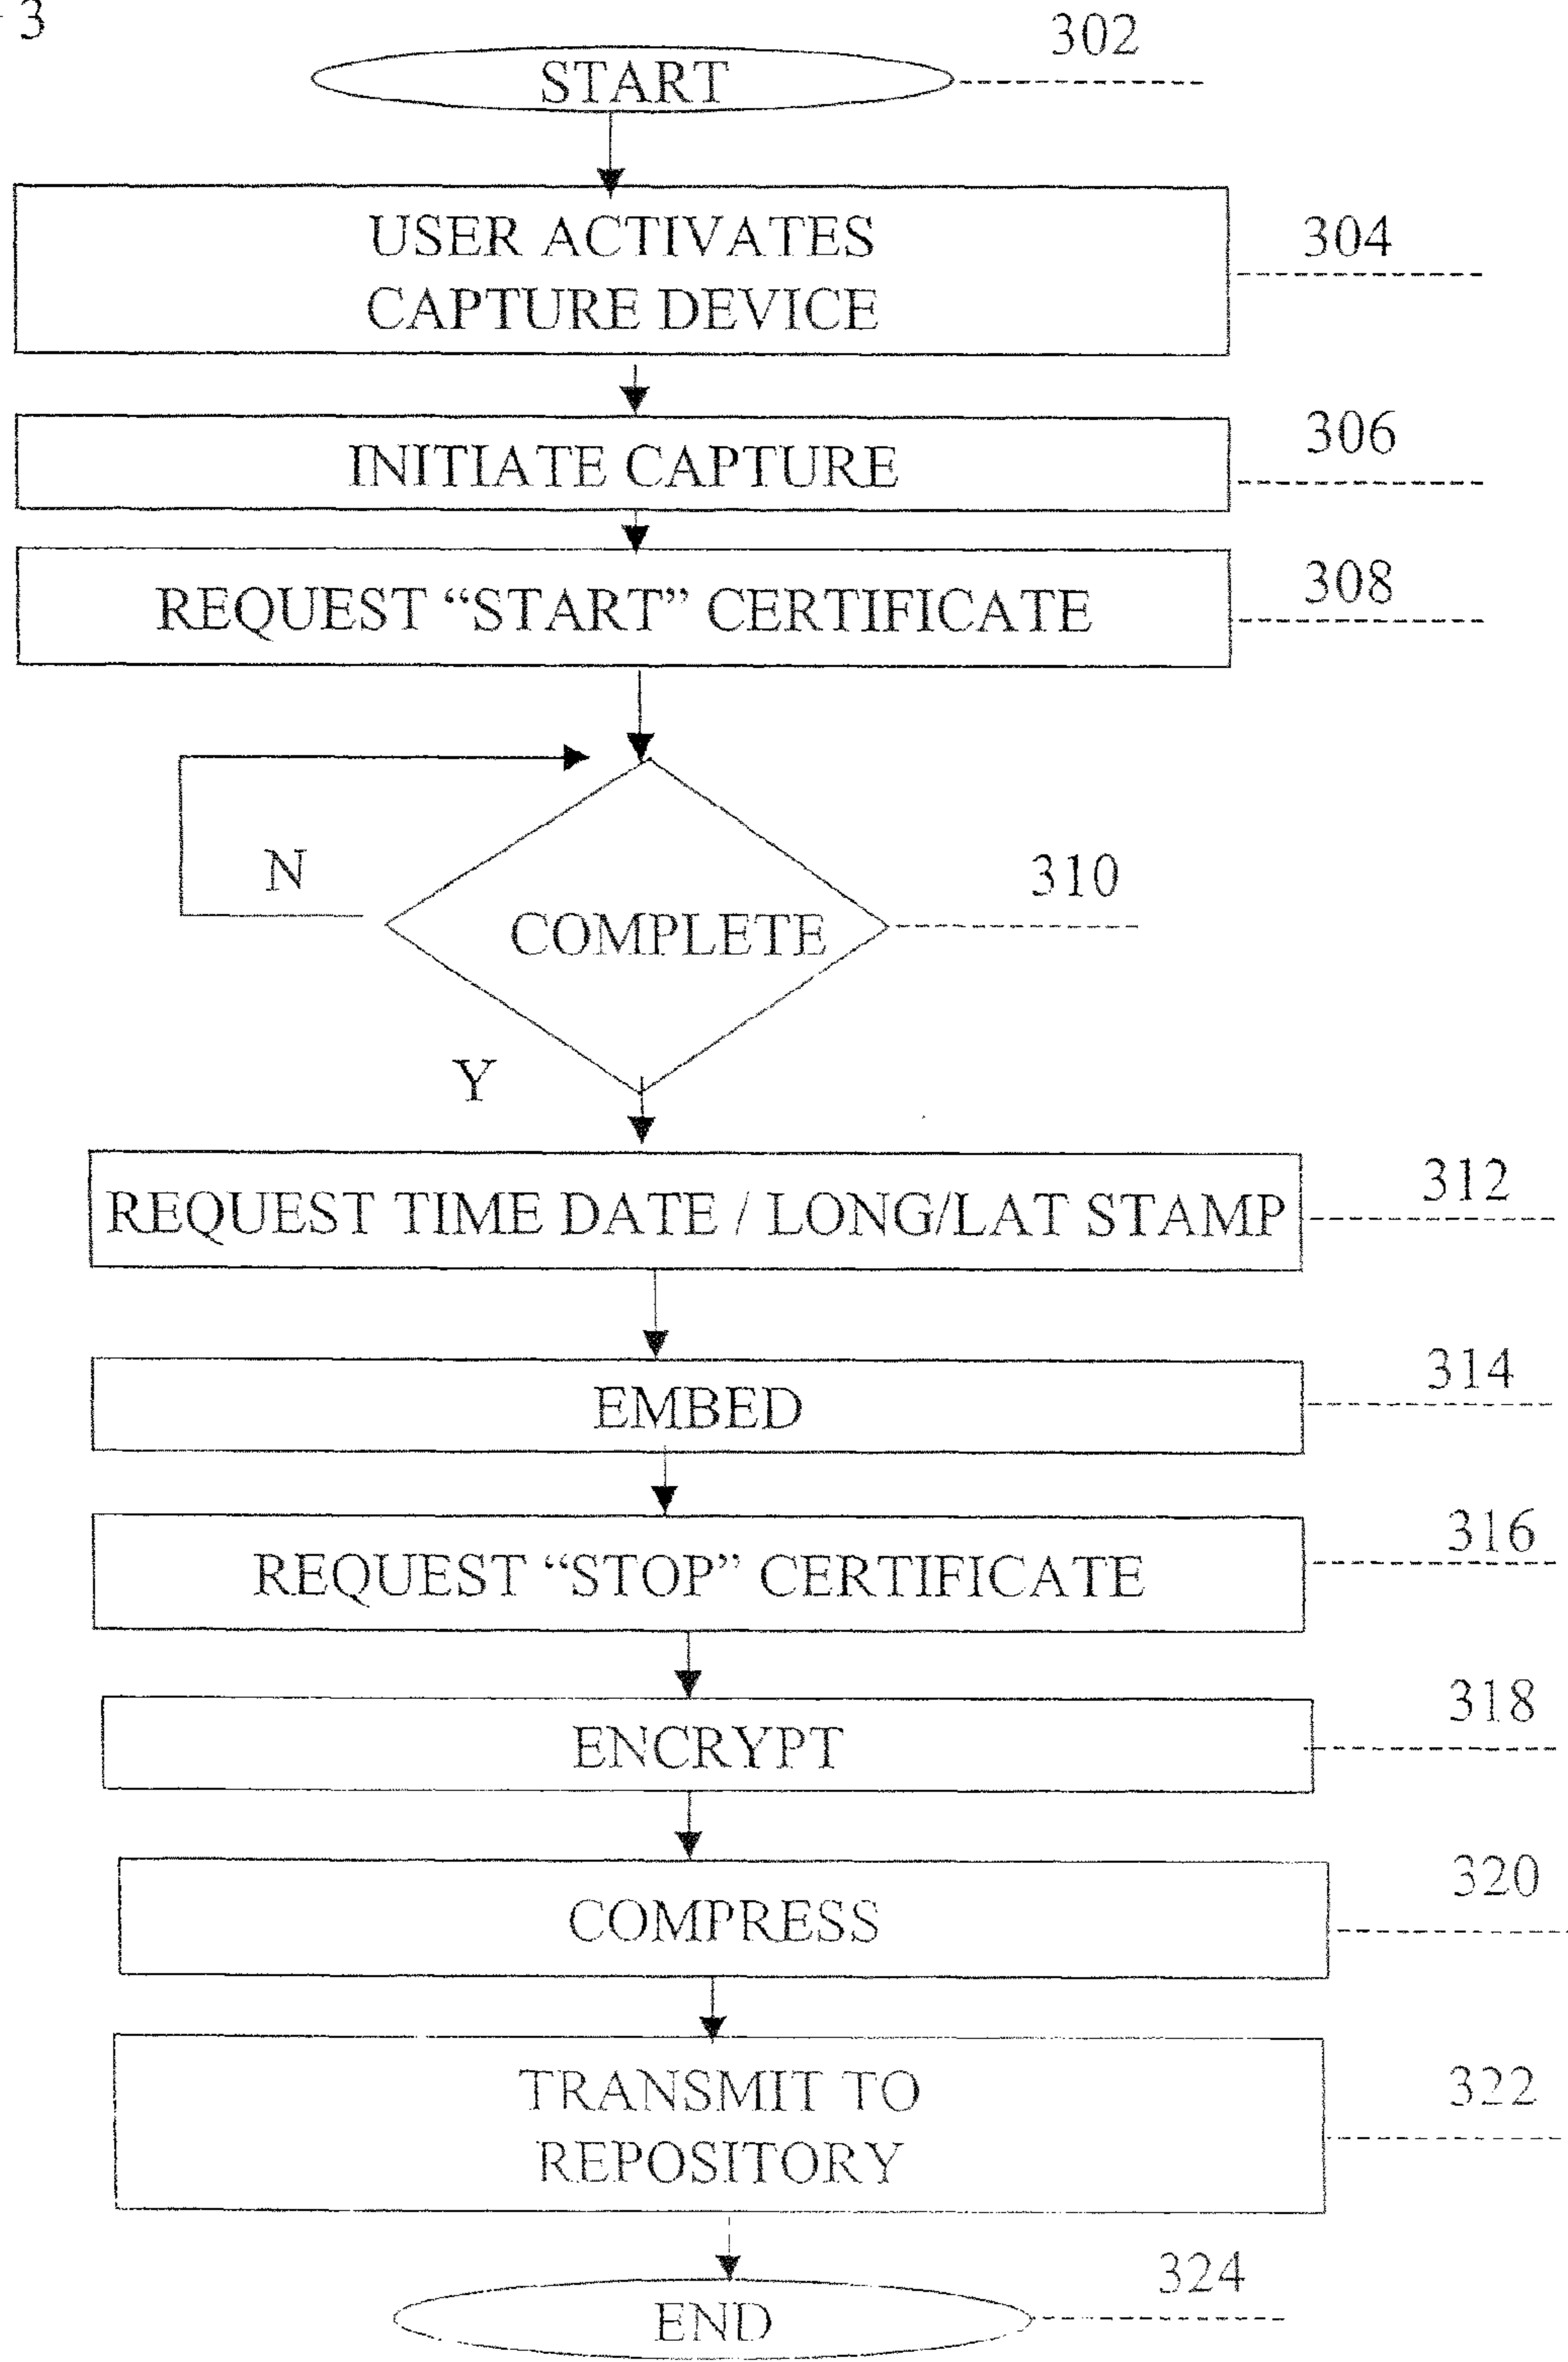 3
302
START
304
USER ACTIVATES
CAPTURE DEVICE
306
INITIATE CAPTURE
308
REQUEST “START” CERTIFICATE
N
310
COMPLETE
Y
312
REQUEST TIME DATE / LONG/LAT STAMP
314
EMBED
316
REQUEST “STOP” CERTIFICATE
318
ENCRYPT
320
COMPRESS
322
TRANSMIT TO
REPOSITORY
324
END